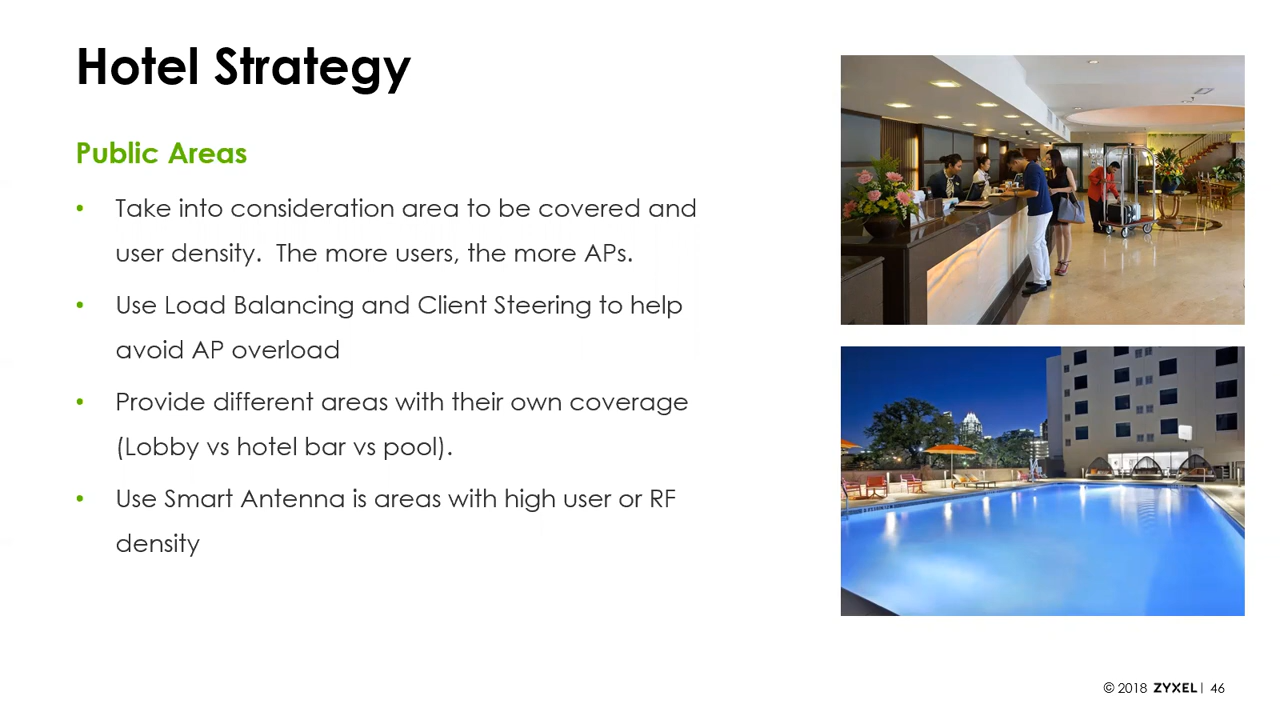 Hotel Strategy
Public Areas
• Take into consideration area to be covered and
user density.  The more users, the more APs.
• Use Load Balancing and Client Steering to help
avoid AP overload
• Provide different areas with their own coverage
(Lobby vs hotel bar vs pool).
• Use Smart Antenna is areas with high user or RF
density
© 2018 ZYXEL | 46